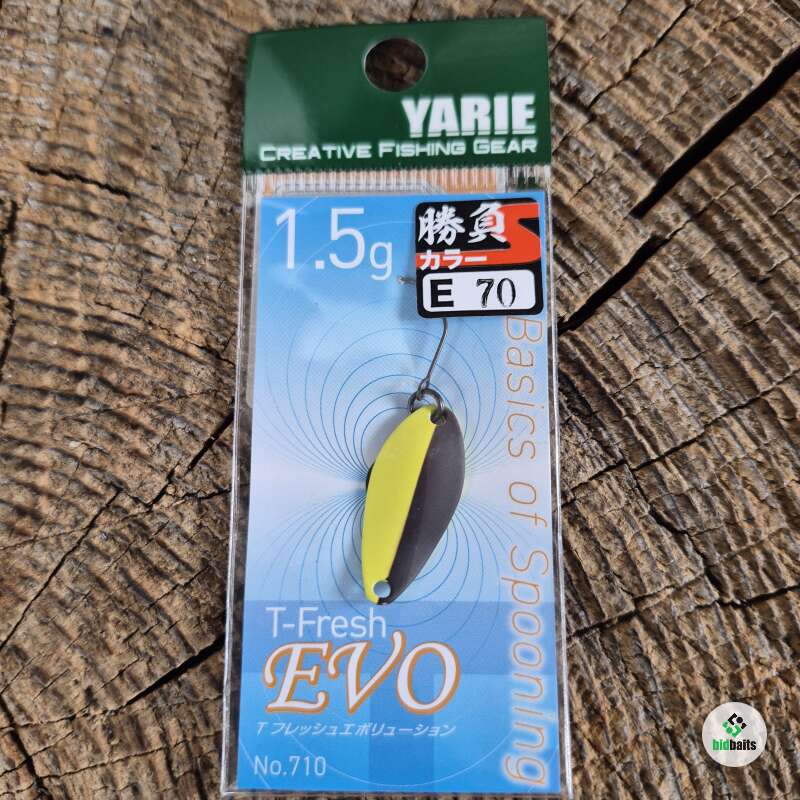 YARIE
CREATIVE FISHING GEAR
1.5g
勝負
カラー
E 70
Basics of Spooning
T-Fresh
EVO
T フレッシュエボリューション
No.710
bidbaits